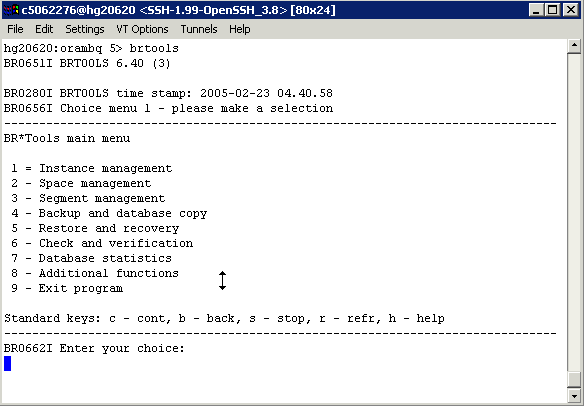 c5062276@hg20620 <SSH-1.99-OpenSSH_3.8> [80x24]
File Edit Settings VT Options Tunnels Help
hg20620:orambq 5> brtools
BR0651I BRTOOLS 6.40 (3)
BR0280I BRTOOLS time stamp: 2005-02-23 04.40.58
BR0656I Choice menu 1 - please make a selection
-------------------------------------------------------------------------------
BR*Tools main menu
1 = Instance management
2 - Space management
3 - Segment management
4 - Backup and database copy
5 - Restore and recovery
6 - Check and verification
7 - Database statistics
8 - Additional functions
9 - Exit program
Standard keys: c - cont, b - back, s - stop, r - refr, h - help
-------------------------------------------------------------------------------
BR0662I Enter your choice: